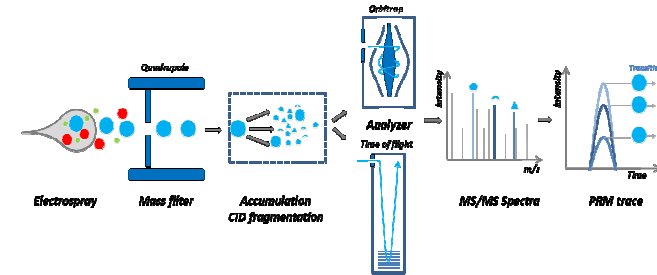 Orbitrap
Quadrupole
Intensity
Intensity
Analyzer
Time of flight
m/z
Time
Electrospray
Mass filter
Accumulation
CID fragmentation
MS/MS Spectra
PRM trace